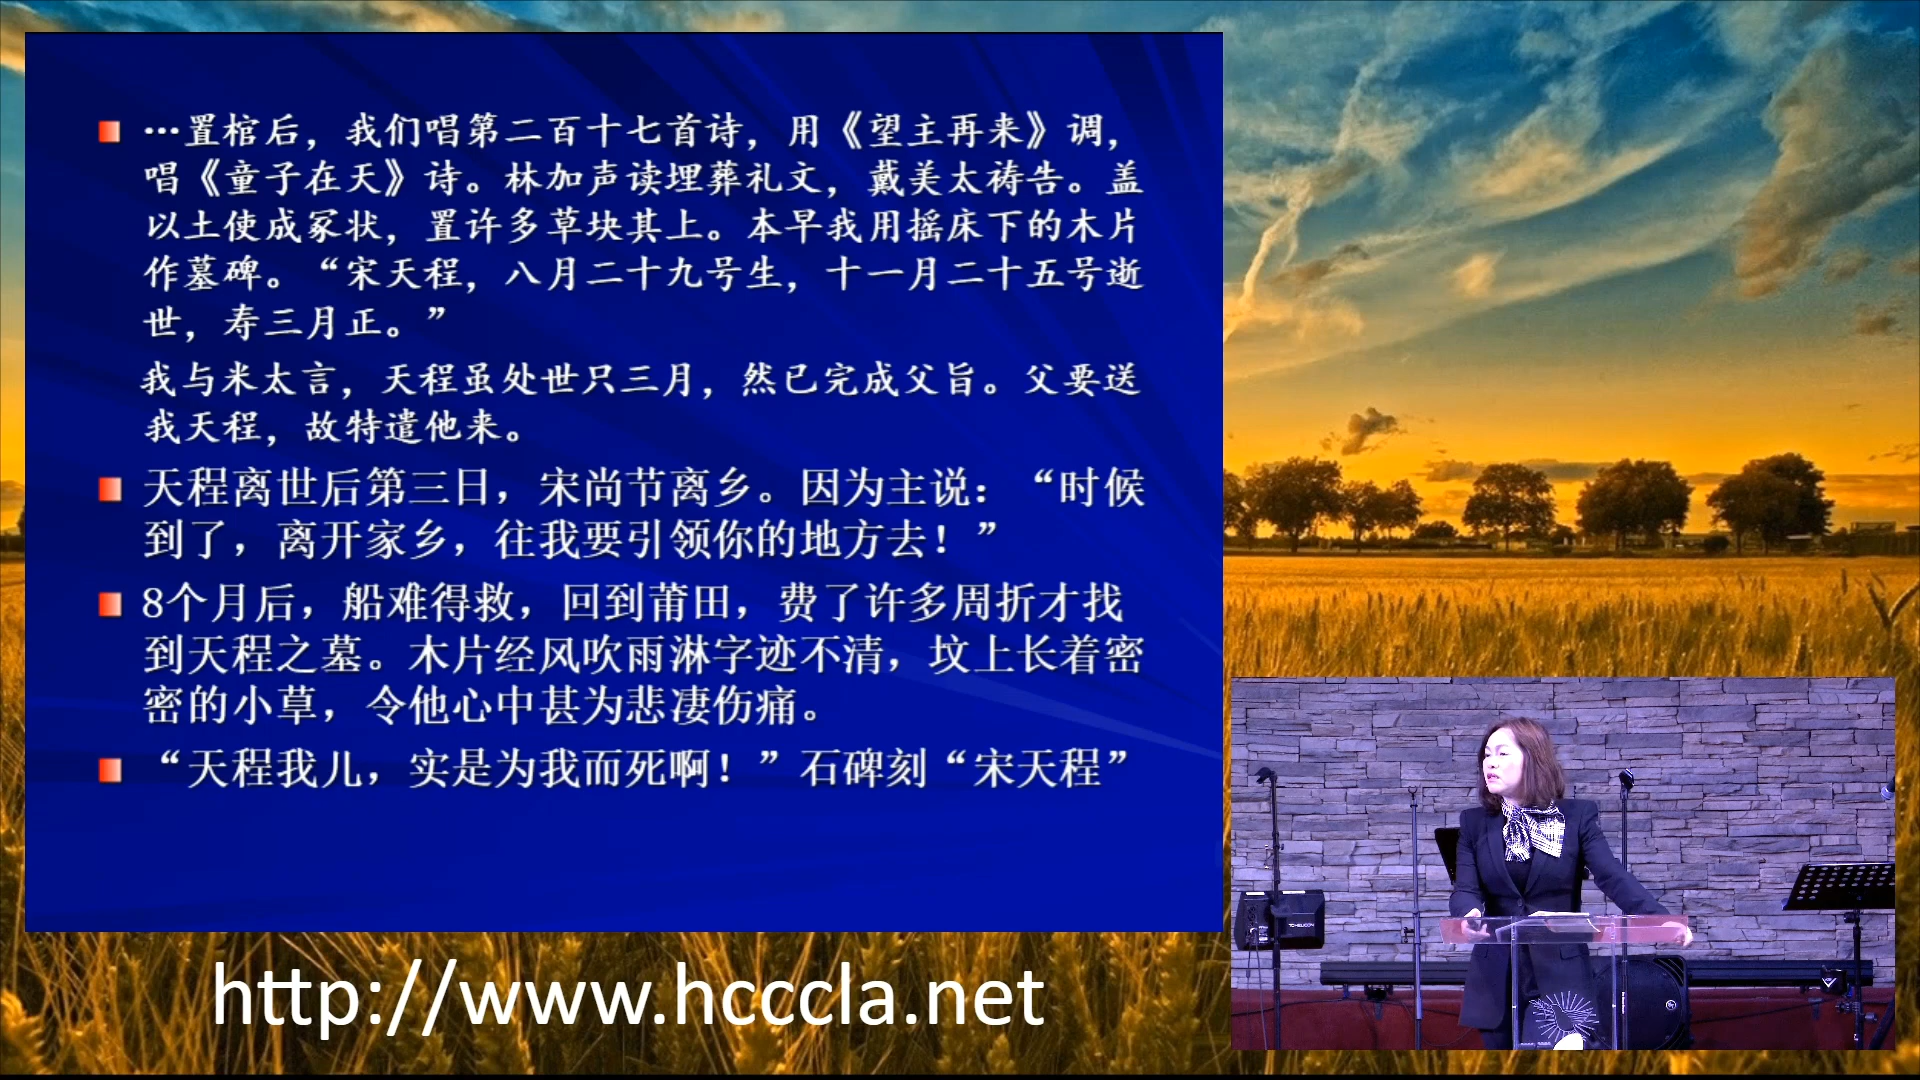 …置棺后，我们唱第二百十七首诗，用《望主再来》调，
唱《童子在天》诗。林加声读埋葬礼文，戴美太祷告。盖
以土使成冢状，置许多草块其上。本早我用摇床下的木片
作墓碑。“宋天程，八月二十九号生，十一月二十五号逝
世，寿三月正。”
我与米太言，天程虽处世只三月，然已完成父旨。父要送
我天程，故特遣他来。
天程离世后第三日，宋尚节离乡。因为主说：“时候
到了，离开家乡，往我要引领你的地方去！”
8个月后，船难得救，回到莆田，费了许多周折才找
到天程之墓。木片经风吹雨淋字迹不清，坟上长着密
密的小草，令他心中甚为悲凄伤痛。
“天程我儿，实是为我而死啊！”石碑刻“宋天程”
http://www.hcccla.net